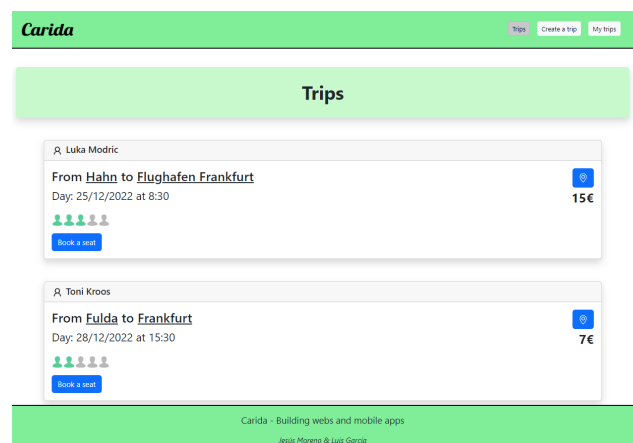 Carida
Trips
Create a trip
My trips
Trips
Luka Modric
From Hahn to Flughafen Frankfurt
Day: 25/12/2022 at 8:30
15€
Book a seat
Toni Kroos
From Fulda to Frankfurt
Day: 28/12/2022 at 15:30
7€
Book a seat
Carida - Building webs and mobile apps
Jesús Moreno & Luis García